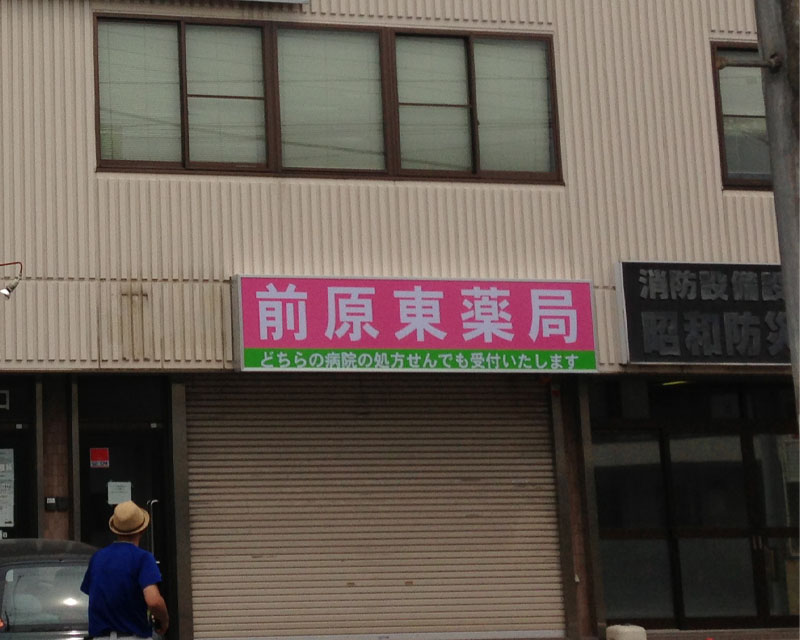 前原東薬局
どちらの病院の処方せんでも受付いたします
消防設備設
昭和防災